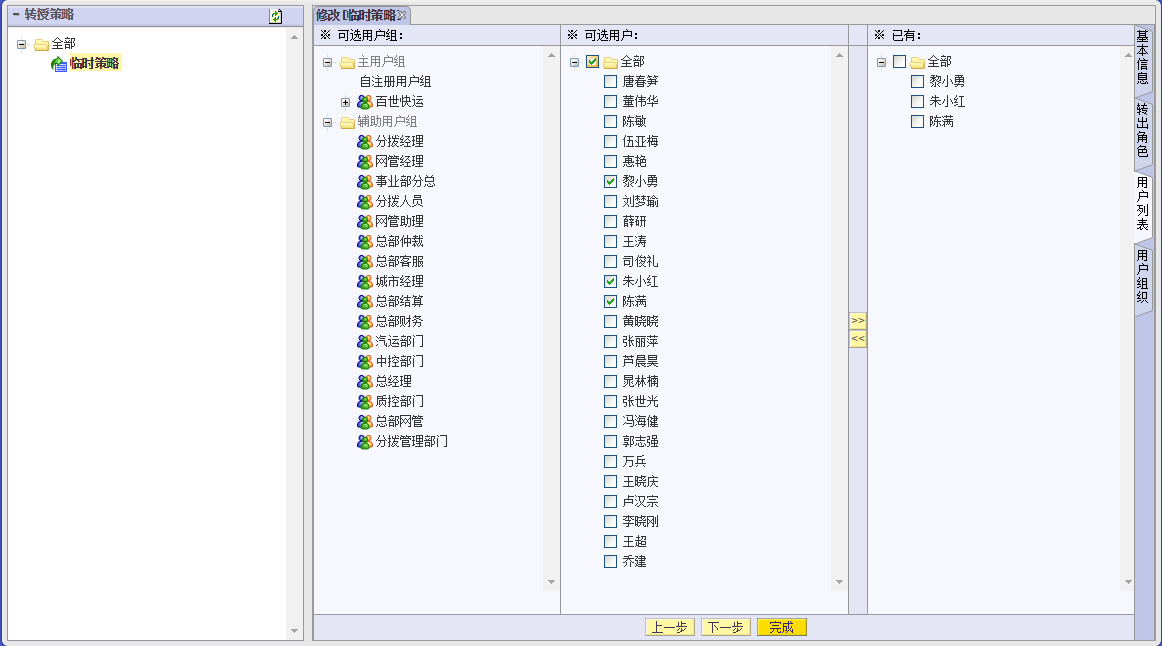 转授策略
全部
临时策略
修改 [临时策略]
※ 可选用户组:
主用户组
自注册用户组
百世快运
辅助用户组
分拨经理
网管经理
事业部分总
分拨人员
网管助理
总部仲裁
总部客服
城市经理
总部结算
总部财务
汽运部门
中控部门
总经理
质控部门
总部网管
分拨管理部门
※ 可选用户:
全部
唐春笋
董伟华
陈敏
伍亚梅
惠艳
黎小勇
刘梦瑜
薛研
王涛
司俊礼
朱小红
陈满
黄晓晓
张丽萍
芦晨昊
晁林楠
张世光
冯海健
郭志强
万兵
王晓庆
卢汉宗
李晓刚
王超
乔建
>>
<<
※ 已有:
全部
黎小勇
朱小红
陈满
基本信息
转出角色
用户列表
用户组织
上一步
下一步
完成